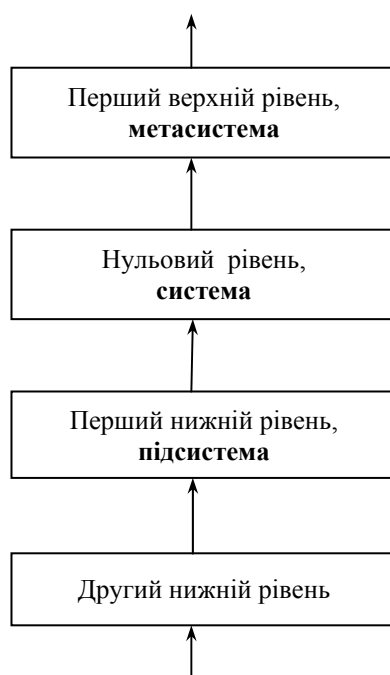 Перший верхній рівень,
метасистема
Нульовий рівень,
система
Перший нижній рівень,
підсистема
Другий нижній рівень